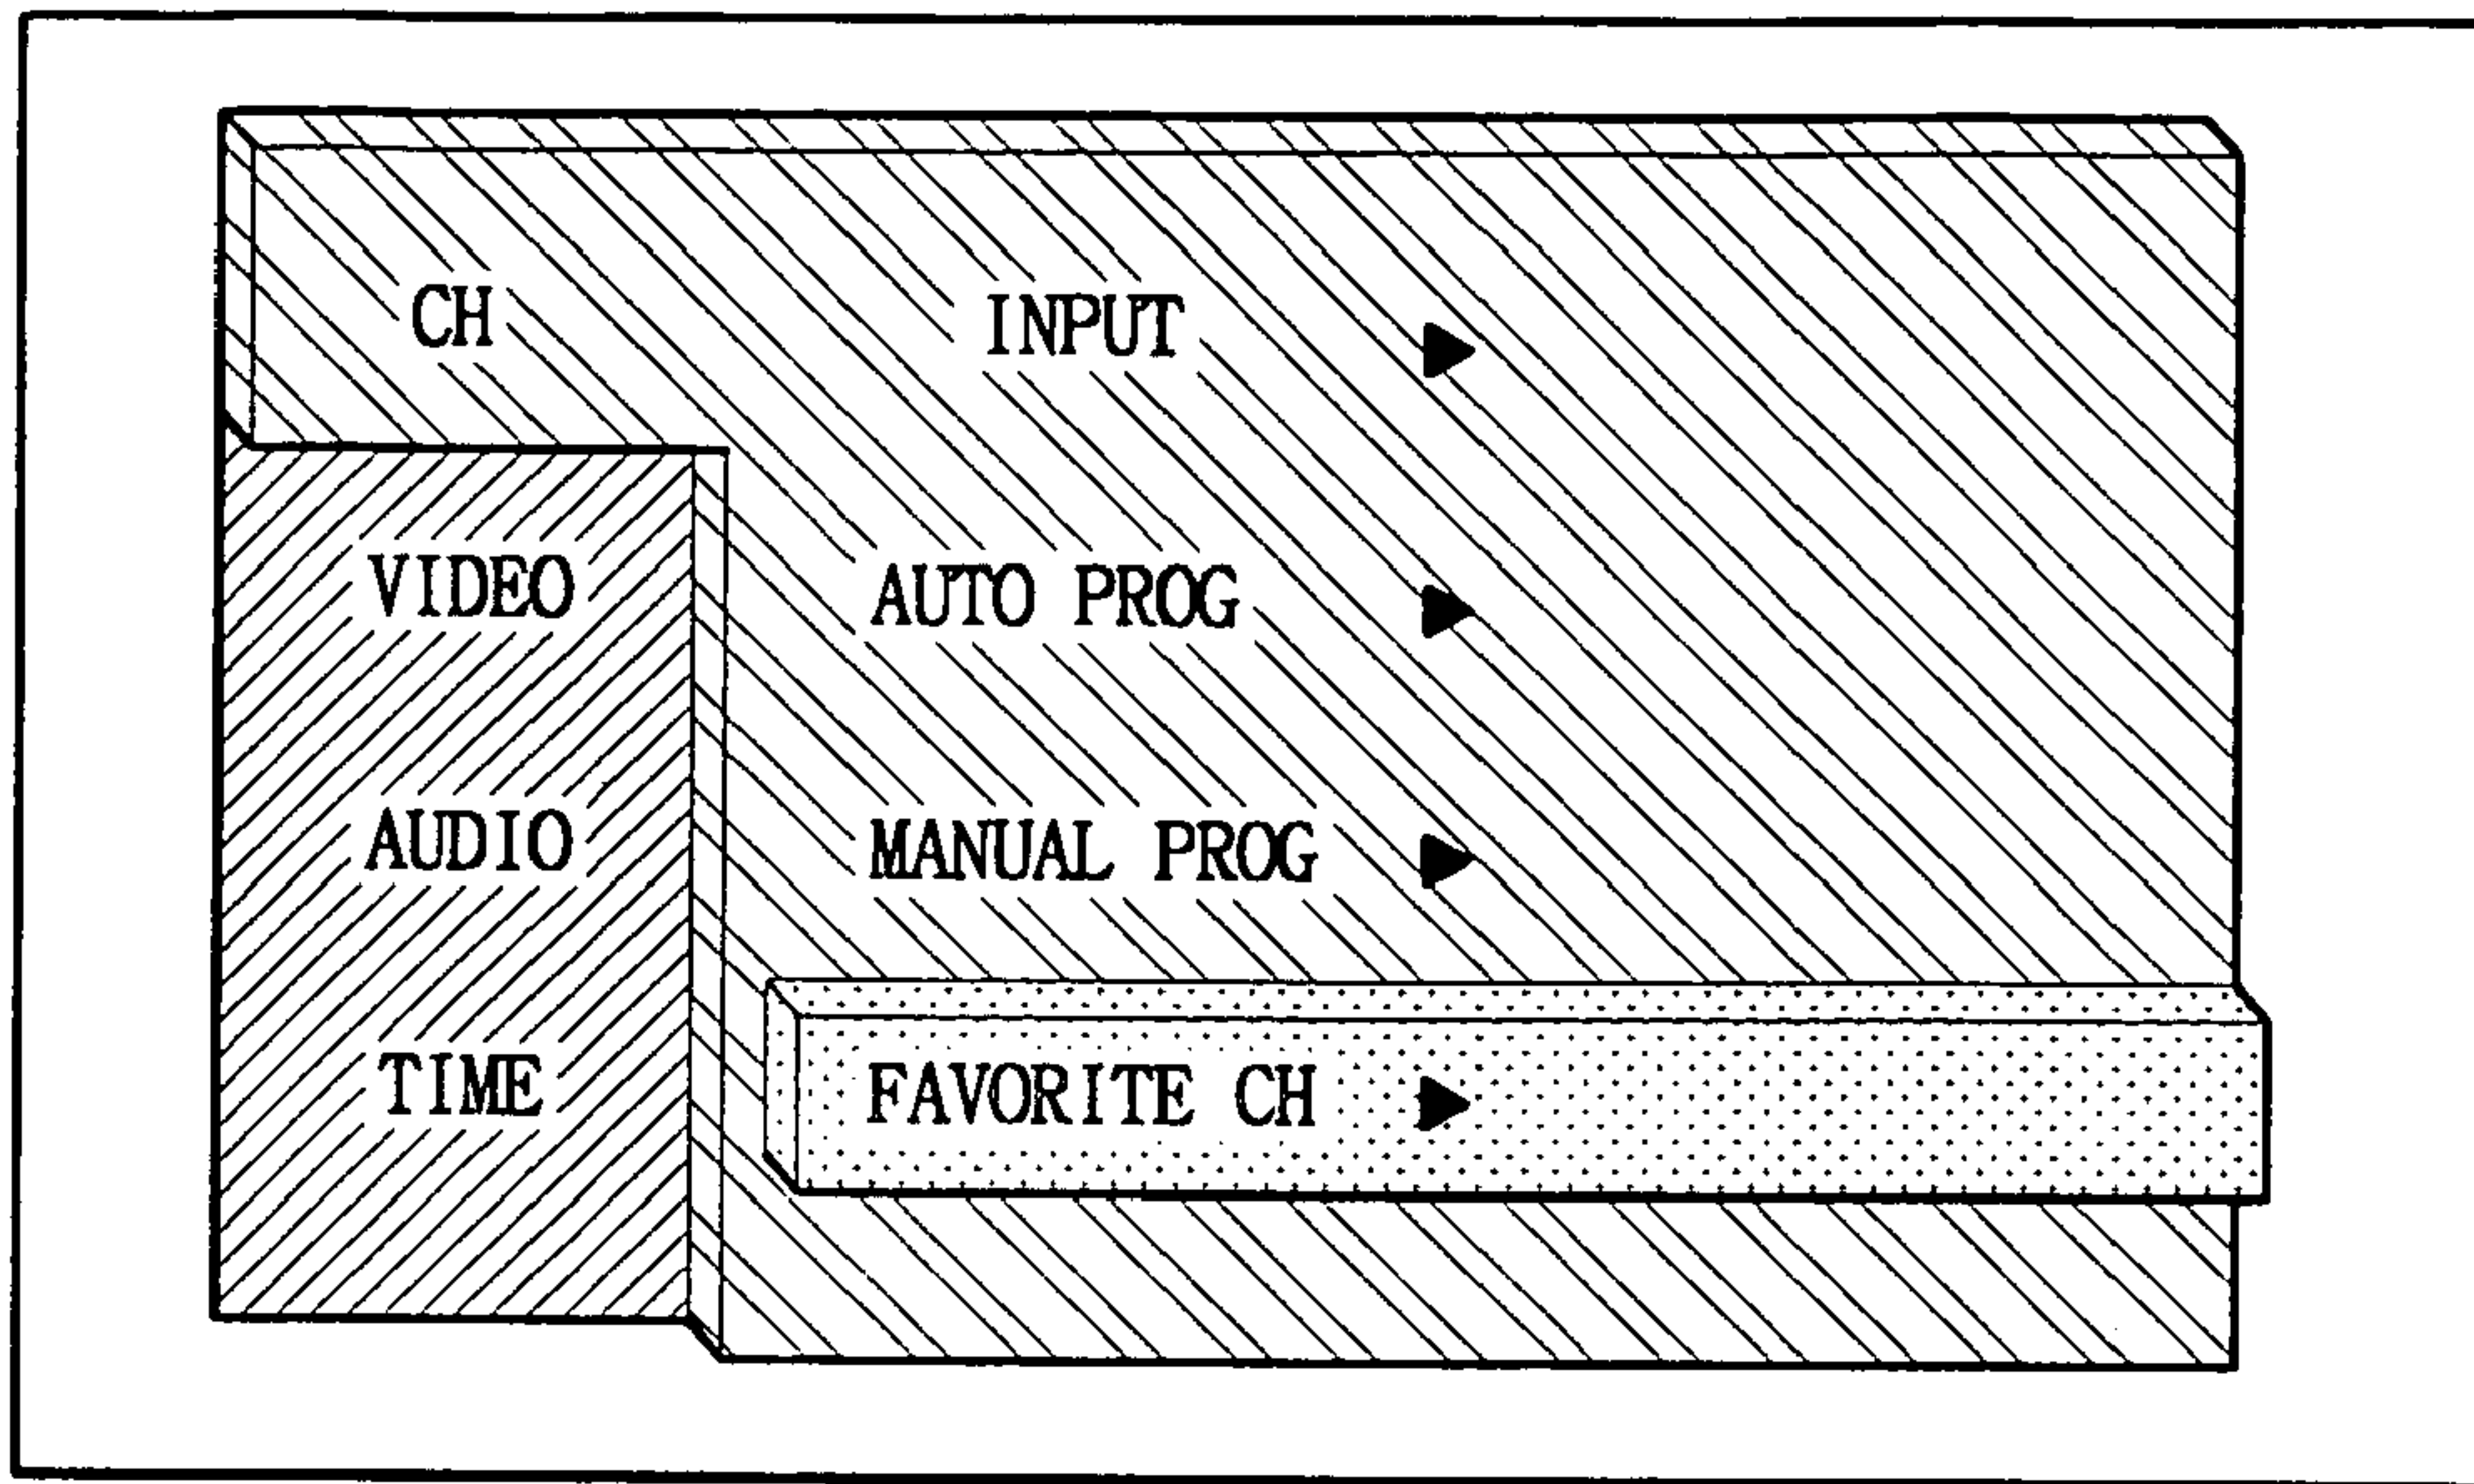 CH INPUT ▶
VIDEO AUTO PROG ▶
AUDIO MANUAL PROG ▶
TIME FAVORITE CH ▶